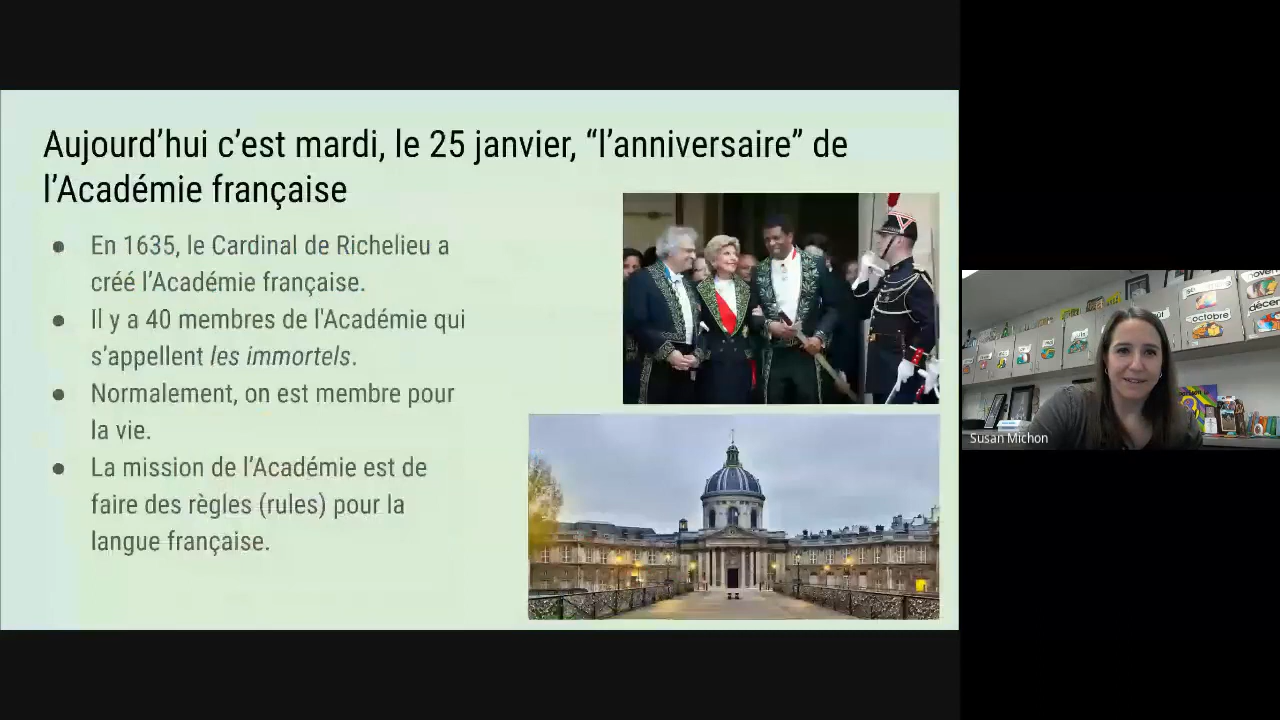 Aujourd’hui c’est mardi, le 25 janvier, “l’anniversaire” de
l’Académie française
● En 1635, le Cardinal de Richelieu a
créé l’Académie française.
● Il y a 40 membres de l'Académie qui
s’appellent les immortels.
● Normalement, on est membre pour
la vie.
● La mission de l’Académie est de
faire des règles (rules) pour la
langue française.
octobre
Susan Michon